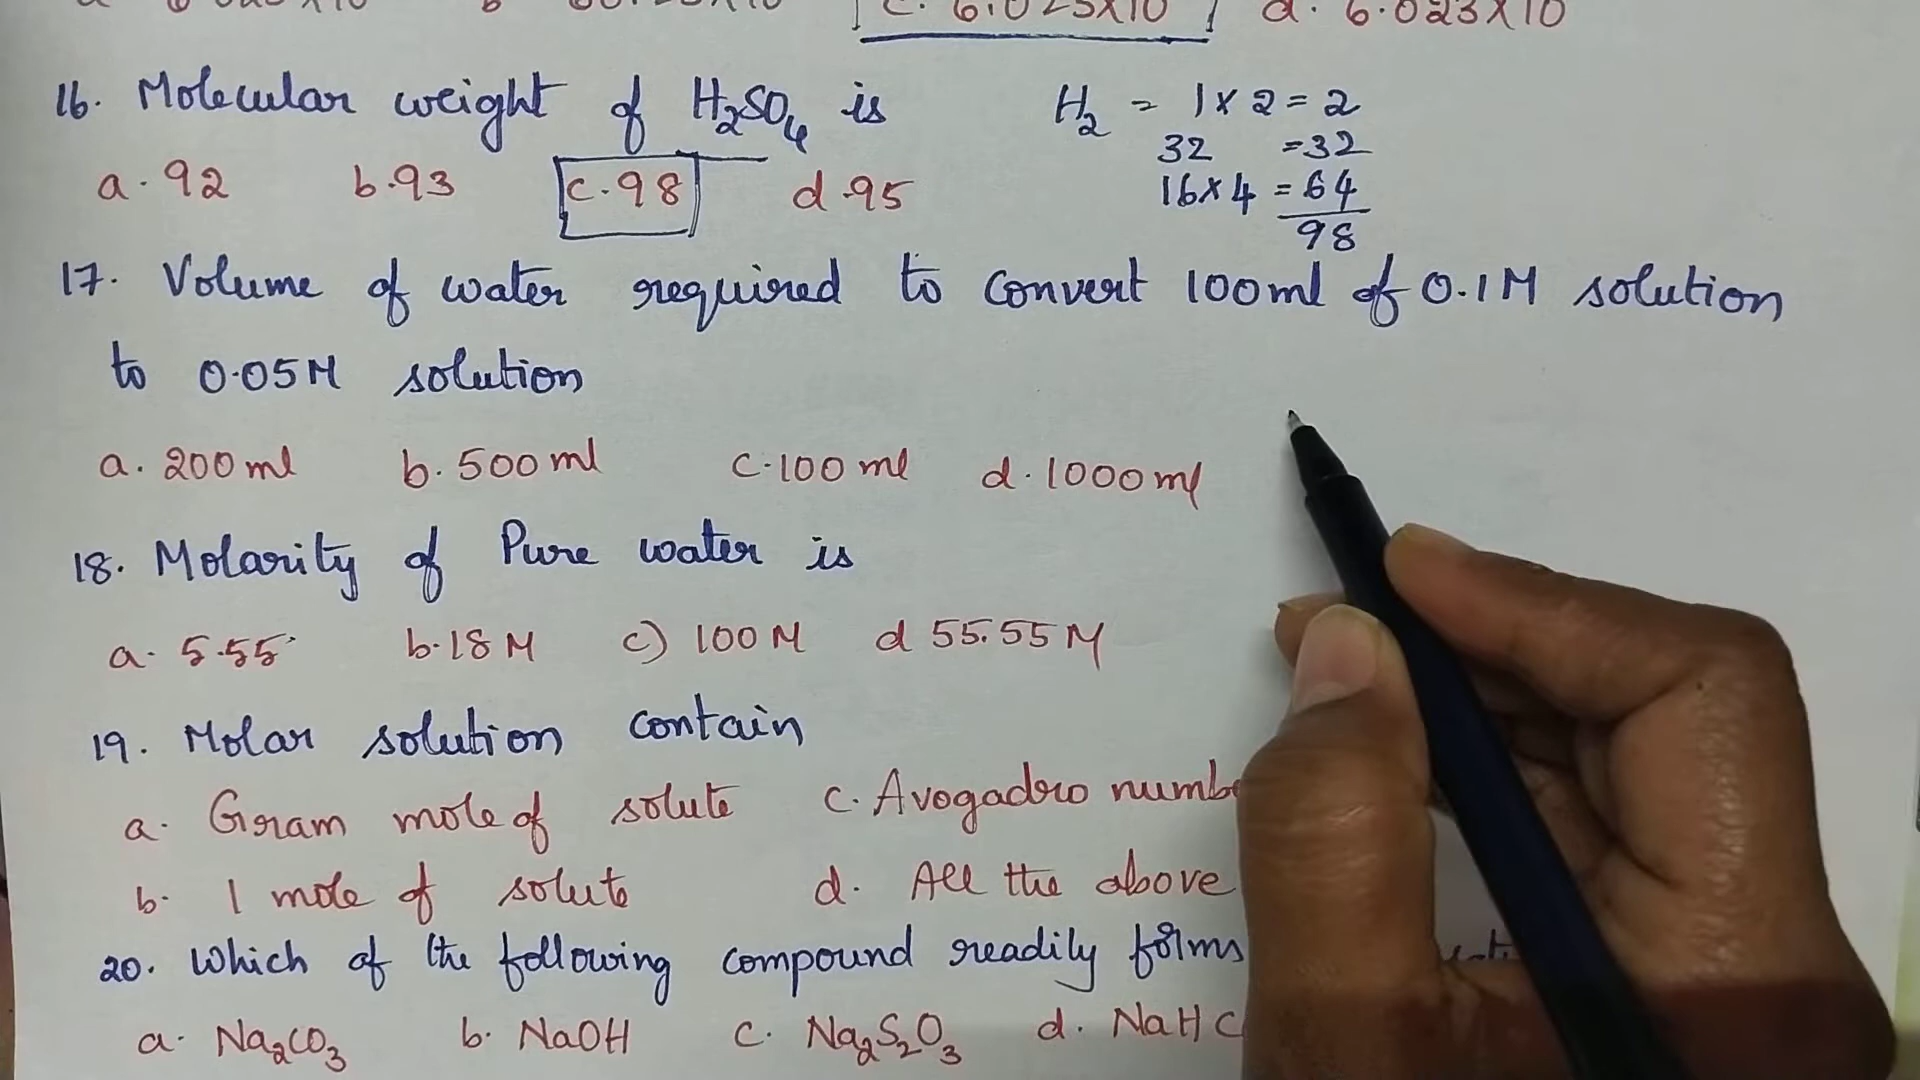 c. 6.023x10 d. 6.023x10
16. Molecular weight of H₂SO₄ is
a. 92 b. 93 c. 98 d. 95
H₂ = 1 x 2 = 2
32 = 32
16 x 4 = 64
98
17. Volume of water required to convert 100ml of 0.1M solution
to 0.05M solution
a. 200 ml b. 500 ml c. 100 ml d. 1000 ml
18. Molarity of Pure water is
a. 5.55 b. 18 M c) 100 M d 55.55 M
19. Molar solution contain
a. Gram mole of solute c. Avogadro
b. 1 mole of solute d. All the above
20. Which of the following compound readily forms
a. Na₂CO₃ b. NaOH c. Na₂S₂O₃ d.